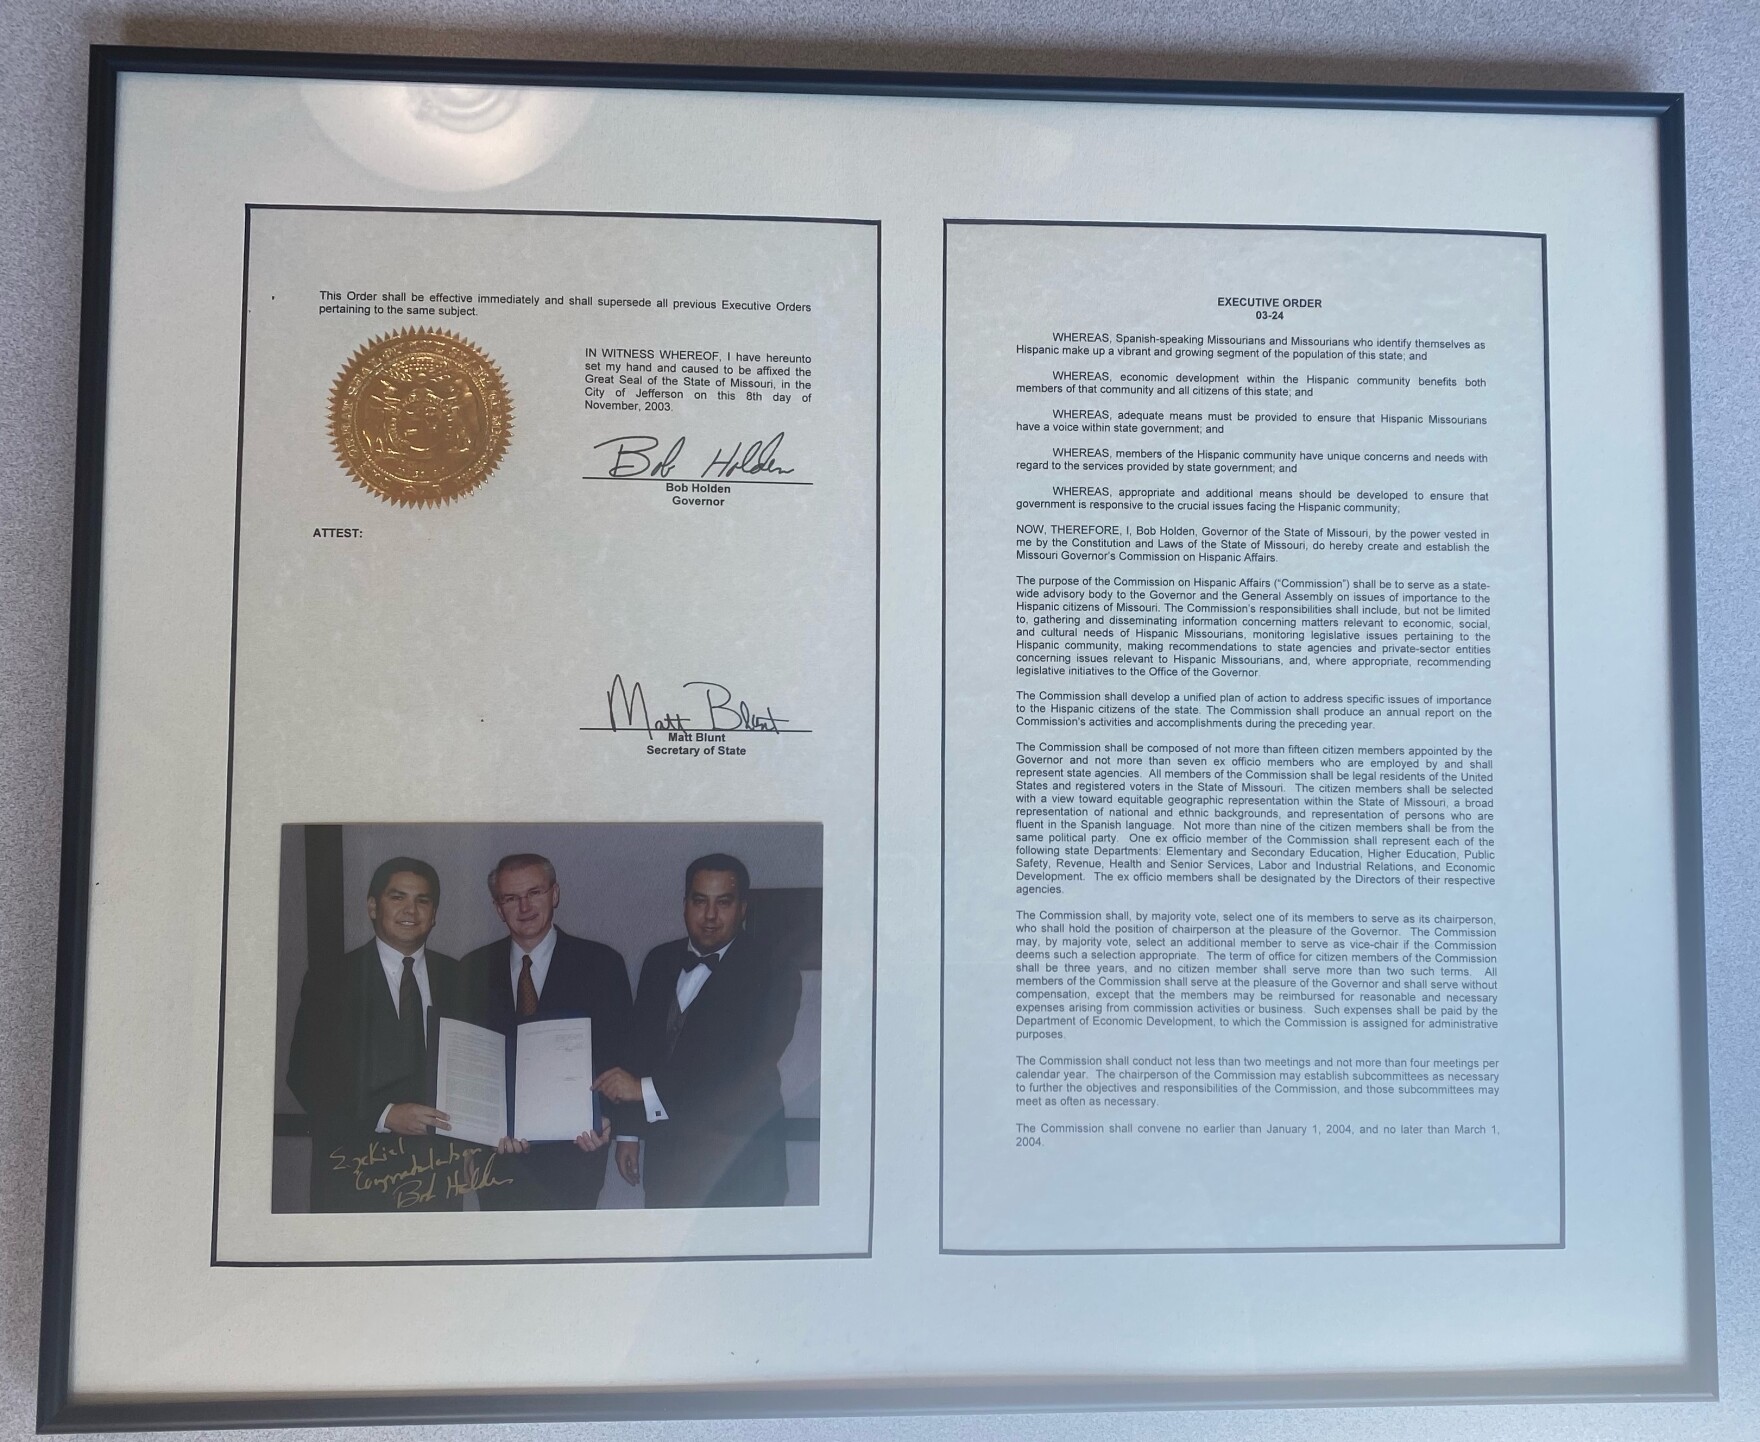 This Order shall be effective immediately and shall supersede all previous Executive Orders
pertaining to the same subject.
IN WITNESS WHEREOF, I have hereunto
set my hand and caused to be affixed the
Great Seal of the State of Missouri, in the
City of Jefferson on this 8th day of
November, 2003.
Bob Holden
Bob Holden
Governor
ATTEST:
Matt Blunt
Matt Blunt
Secretary of State
Ezekiel
Congratulations
Bob Holden
EXECUTIVE ORDER
03-24
WHEREAS, Spanish-speaking Missourians and Missourians who identify themselves as
Hispanic make up a vibrant and growing segment of the population of this state; and
WHEREAS, economic development within the Hispanic community benefits both
members of that community and all citizens of this state; and
WHEREAS, adequate means must be provided to ensure that Hispanic Missourians
have a voice within state government; and
WHEREAS, members of the Hispanic community have unique concerns and needs with
regard to the services provided by state government; and
WHEREAS, appropriate and additional means should be developed to ensure that
government is responsive to the crucial issues facing the Hispanic community;
NOW, THEREFORE, I, Bob Holden, Governor of the State of Missouri, by the power vested in
me by the Constitution and Laws of the State of Missouri, do hereby create and establish the
Missouri Governor's Commission on Hispanic Affairs.
The purpose of the Commission on Hispanic Affairs ("Commission") shall be to serve as a state-
wide advisory body to the Governor and the General Assembly on issues of importance to the
Hispanic citizens of Missouri. The Commission's responsibilities shall include, but not be limited
to, gathering and disseminating information concerning matters relevant to economic, social,
and cultural needs of Hispanic Missourians, monitoring legislative issues pertaining to the
Hispanic community, making recommendations to state agencies and private-sector entities
concerning issues relevant to Hispanic Missourians, and, where appropriate, recommending
legislative initiatives to the Office of the Governor.
The Commission shall develop a unified plan of action to address specific issues of importance
to the Hispanic citizens of the state. The Commission shall produce an annual report on the
Commission's activities and accomplishments during the preceding year.
The Commission shall be composed of not more than fifteen citizen members appointed by the
Governor and not more than seven ex officio members who are employed by and shall
represent state agencies. All members of the Commission shall be legal residents of the United
States and registered voters in the State of Missouri. The citizen members shall be selected
with a view toward equitable geographic representation within the State of Missouri, a broad
representation of national and ethnic backgrounds, and representation of persons who are
fluent in the Spanish language. Not more than nine of the citizen members shall be from the
same political party. One ex officio member of the Commission shall represent each of the
following state Departments: Elementary and Secondary Education, Higher Education, Public
Safety, Revenue, Health and Senior Services, Labor and Industrial Relations, and Economic
Development. The ex officio members shall be designated by the Directors of their respective
agencies.
The Commission shall, by majority vote, select one of its members to serve as its chairperson,
who shall hold the position of chairperson at the pleasure of the Governor. The Commission
may, by majority vote, select an additional member to serve as vice-chair if the Commission
deems such a selection appropriate. The term of office for citizen members of the Commission
shall be three years, and no citizen member shall serve more than two such terms. All
members of the Commission shall serve at the pleasure of the Governor and shall serve without
compensation, except that the members may be reimbursed for reasonable and necessary
expenses arising from commission activities or business. Such expenses shall be paid by the
Department of Economic Development, to which the Commission is assigned for administrative
purposes.
The Commission shall conduct not less than two meetings and not more than four meetings per
calendar year. The chairperson of the Commission may establish subcommittees as necessary
to further the objectives and responsibilities of the Commission, and those subcommittees may
meet as often as necessary.
The Commission shall convene no earlier than January 1, 2004, and no later than March 1,
2004.